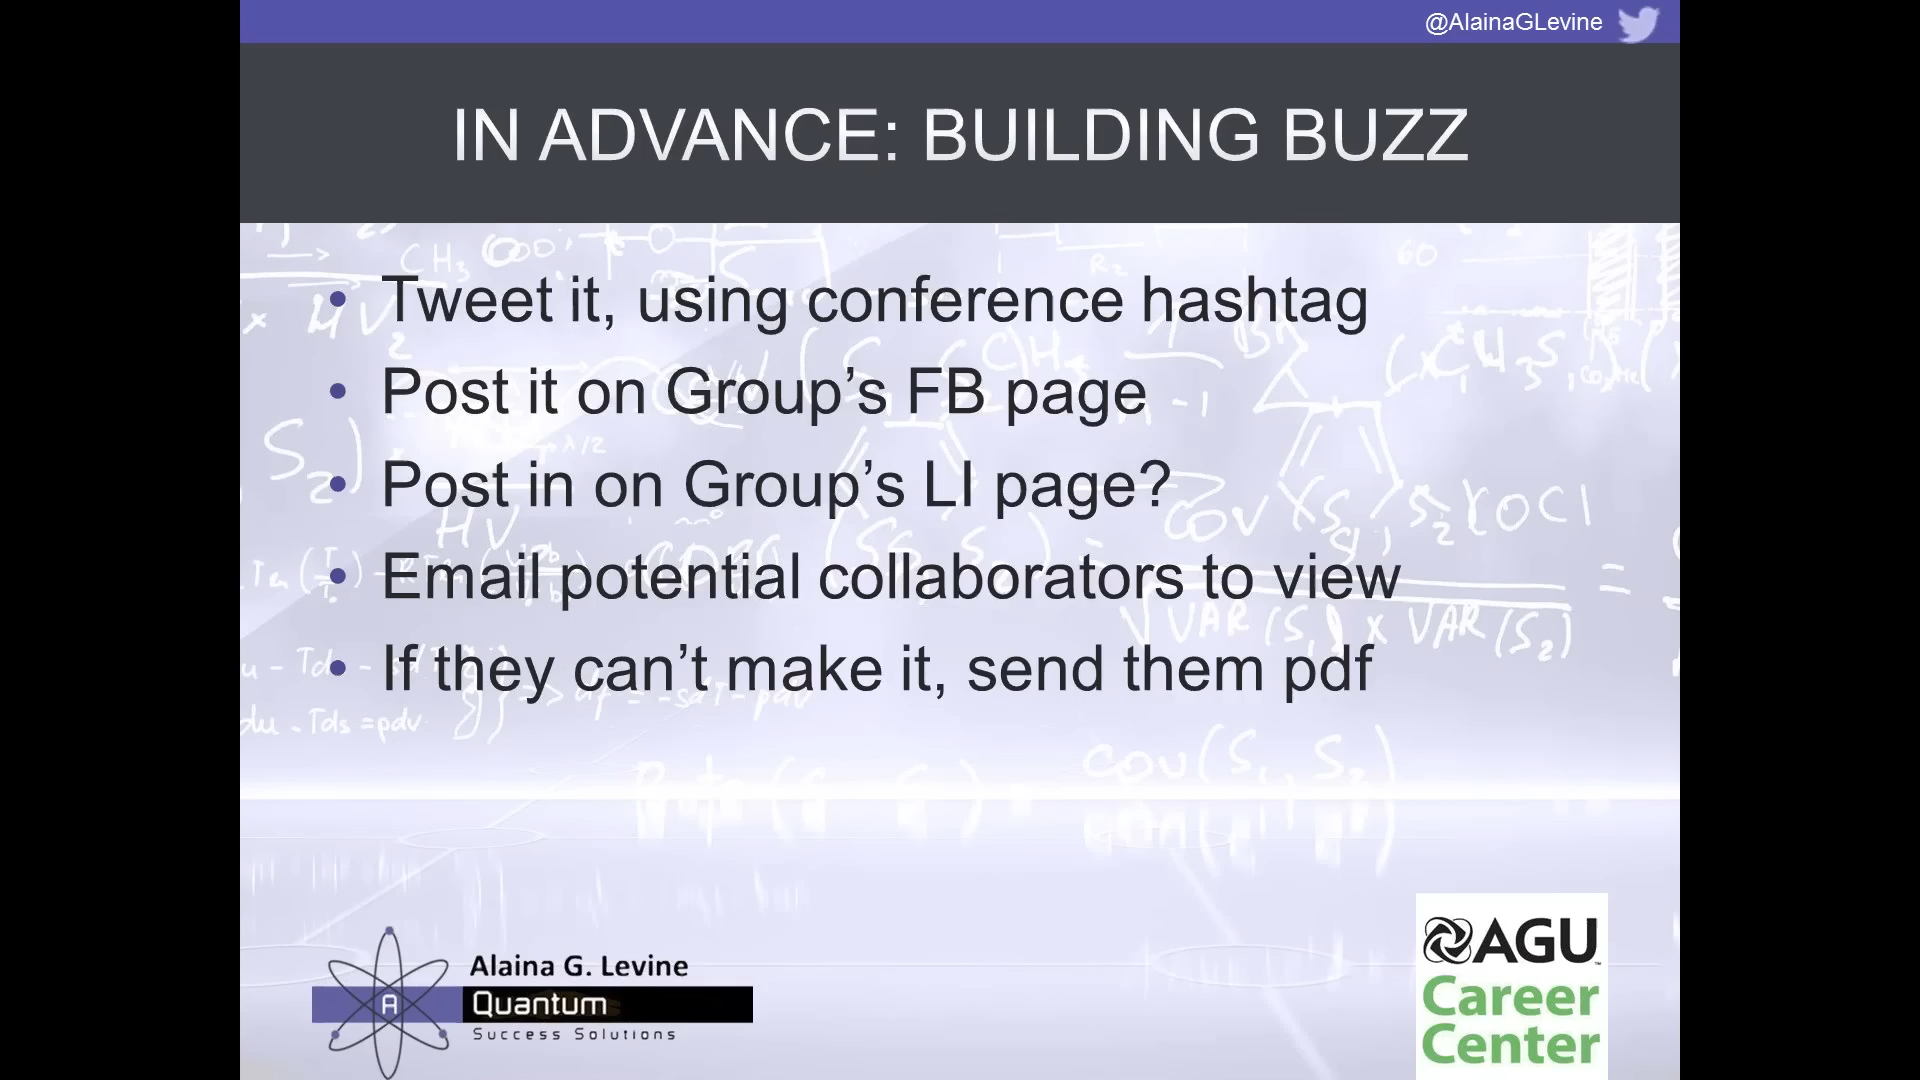 @AlainaGLevine
IN ADVANCE: BUILDING BUZZ
• Tweet it, using conference hashtag
• Post it on Group’s FB page
• Post in on Group’s LI page?
• Email potential collaborators to view
• If they can’t make it, send them pdf
Alaina G. Levine
A Quantum
Success Solutions
AGU
Career
Center